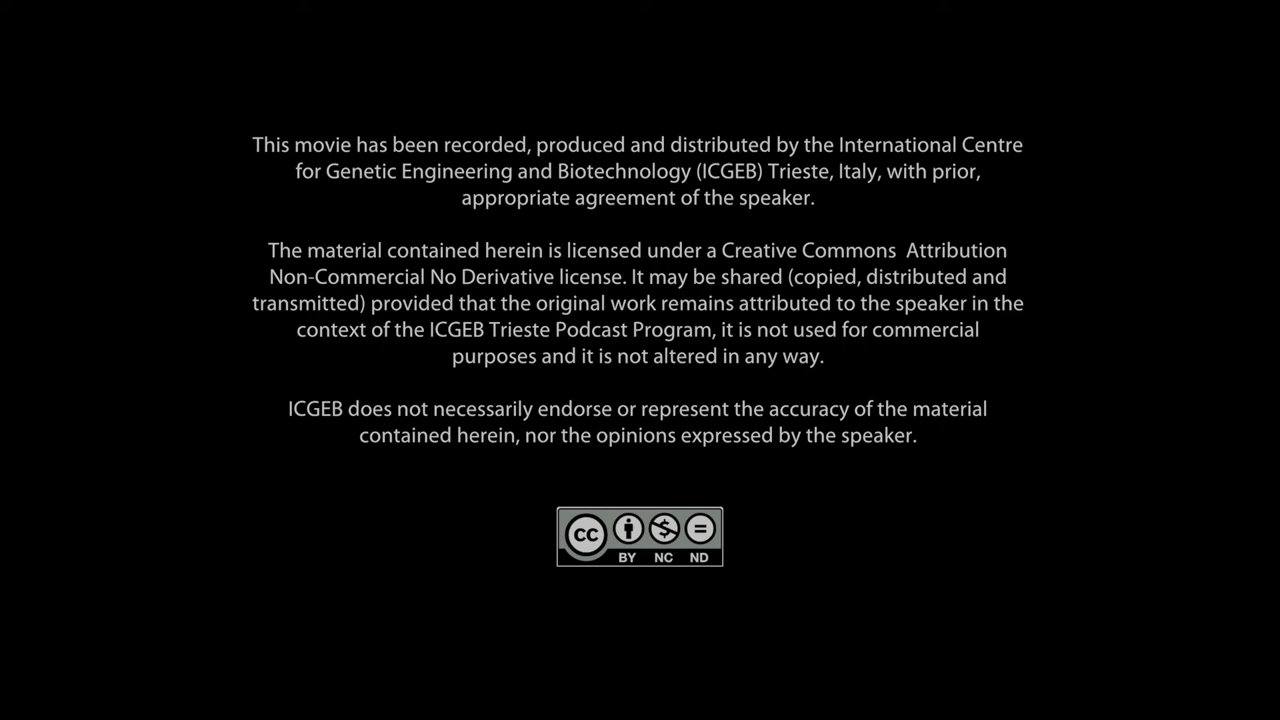 This movie has been recorded, produced and distributed by the International Centre
for Genetic Engineering and Biotechnology (ICGEB) Trieste, Italy, with prior,
appropriate agreement of the speaker.
The material contained herein is licensed under a Creative Commons  Attribution
Non-Commercial No Derivative license. It may be shared (copied, distributed and
transmitted) provided that the original work remains attributed to the speaker in the
context of the ICGEB Trieste Podcast Program, it is not used for commercial
purposes and it is not altered in any way.
ICGEB does not necessarily endorse or represent the accuracy of the material
contained herein, nor the opinions expressed by the speaker.
CC $ =
BY NC ND